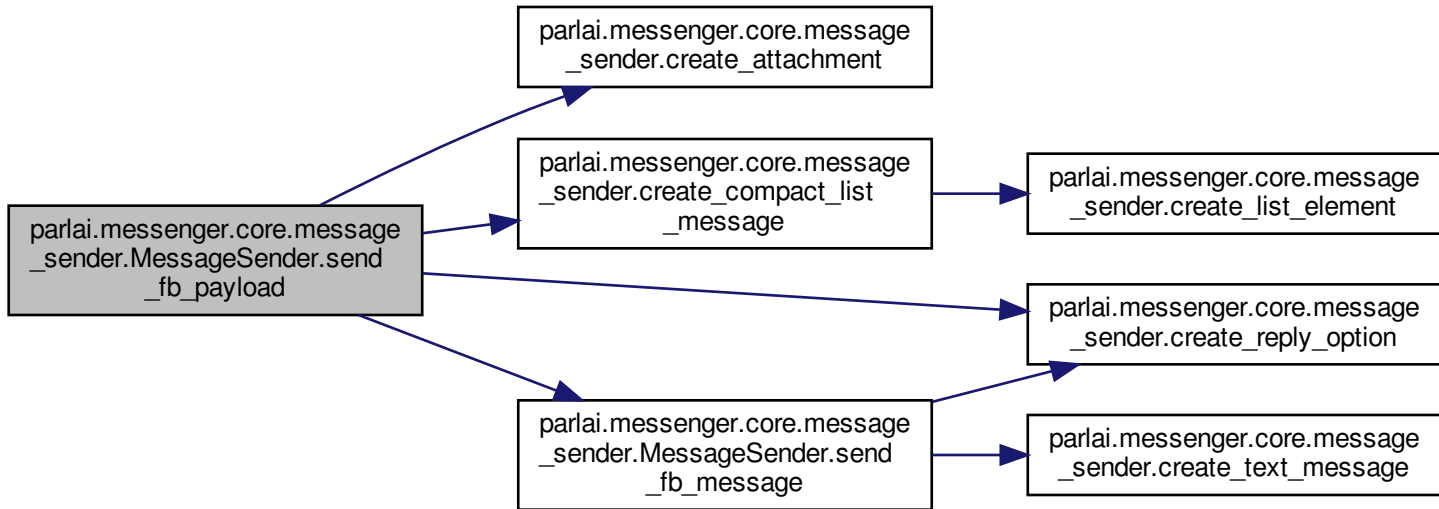 parlai.messenger.core.message
_sender.MessageSender.send
_fb_payload
parlai.messenger.core.message
_sender.create_attachment
parlai.messenger.core.message
_sender.create_compact_list
_message
parlai.messenger.core.message
_sender.create_list_element
parlai.messenger.core.message
_sender.create_reply_option
parlai.messenger.core.message
_sender.MessageSender.send
_fb_message
parlai.messenger.core.message
_sender.create_text_message